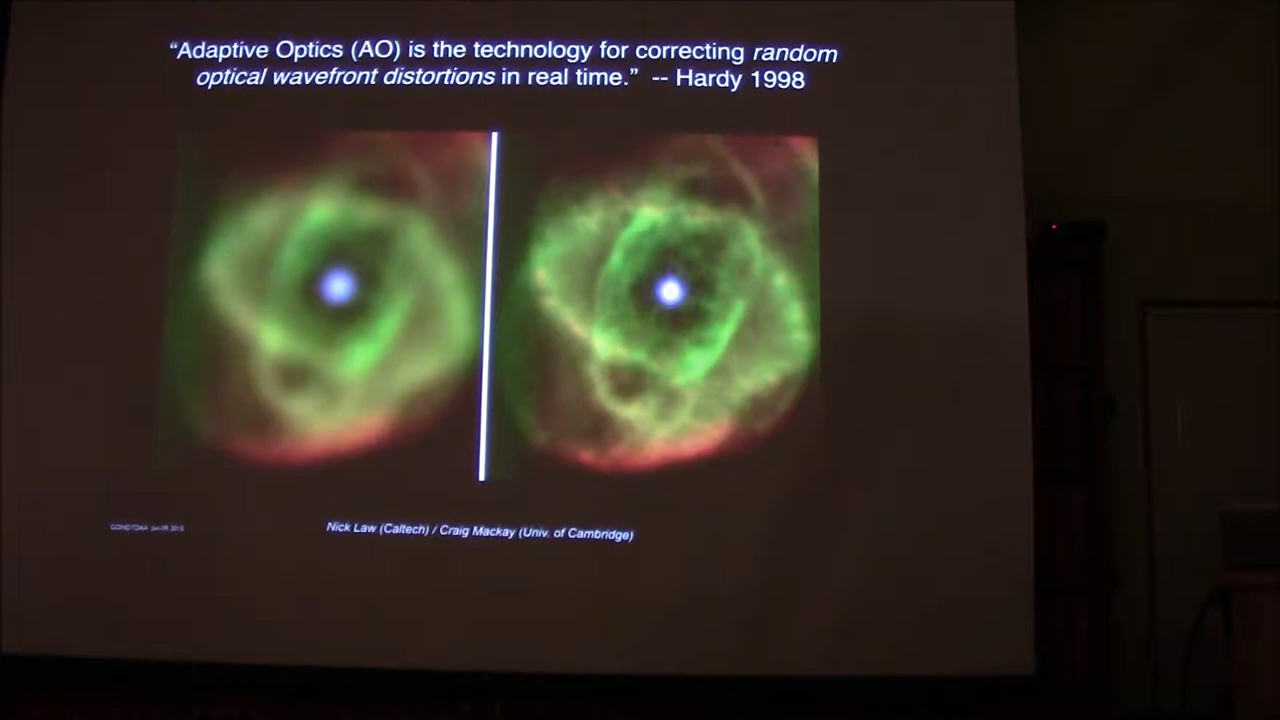 “Adaptive Optics (AO) is the technology for correcting random
optical wavefront distortions in real time.” -- Hardy 1998
Nick Law (Caltech) / Craig Mackay (Univ. of Cambridge)